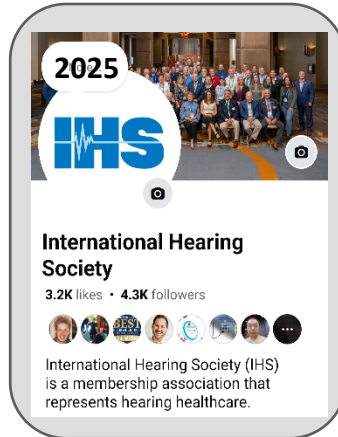 2025
IHS
International Hearing
Society
3.2K likes • 4.3K followers
BEST
International Hearing Society (IHS)
is a membership association that
represents hearing healthcare.